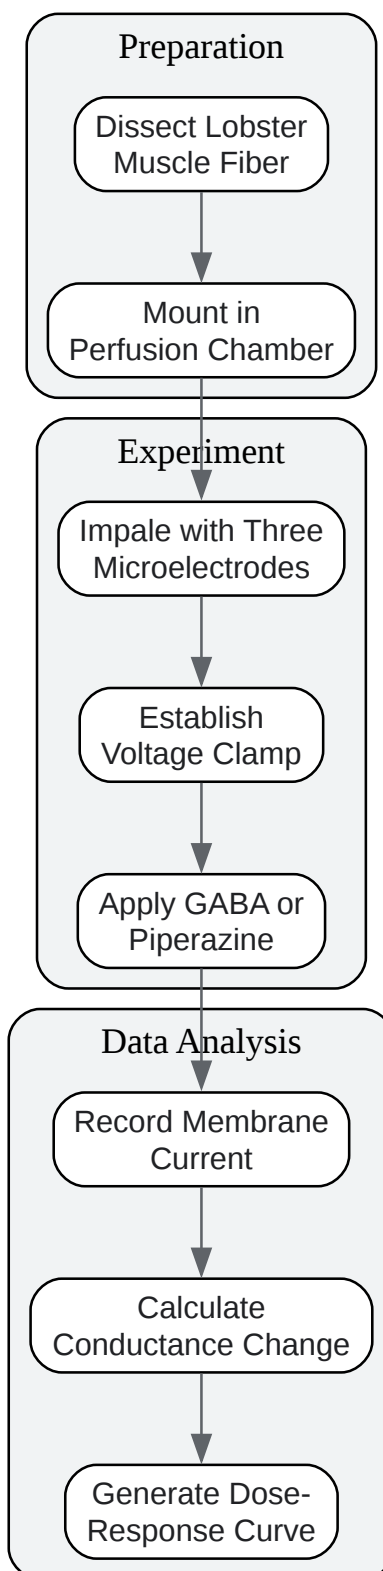 Preparation
Dissect Lobster
Muscle Fiber
Mount in
Perfusion Chamber
Experiment
Impale with Three
Microelectrodes
Establish
Voltage Clamp
Apply GABA or
Piperazine
Data Analysis
Record Membrane
Current
Calculate
Conductance Change
Generate Dose-
Response Curve